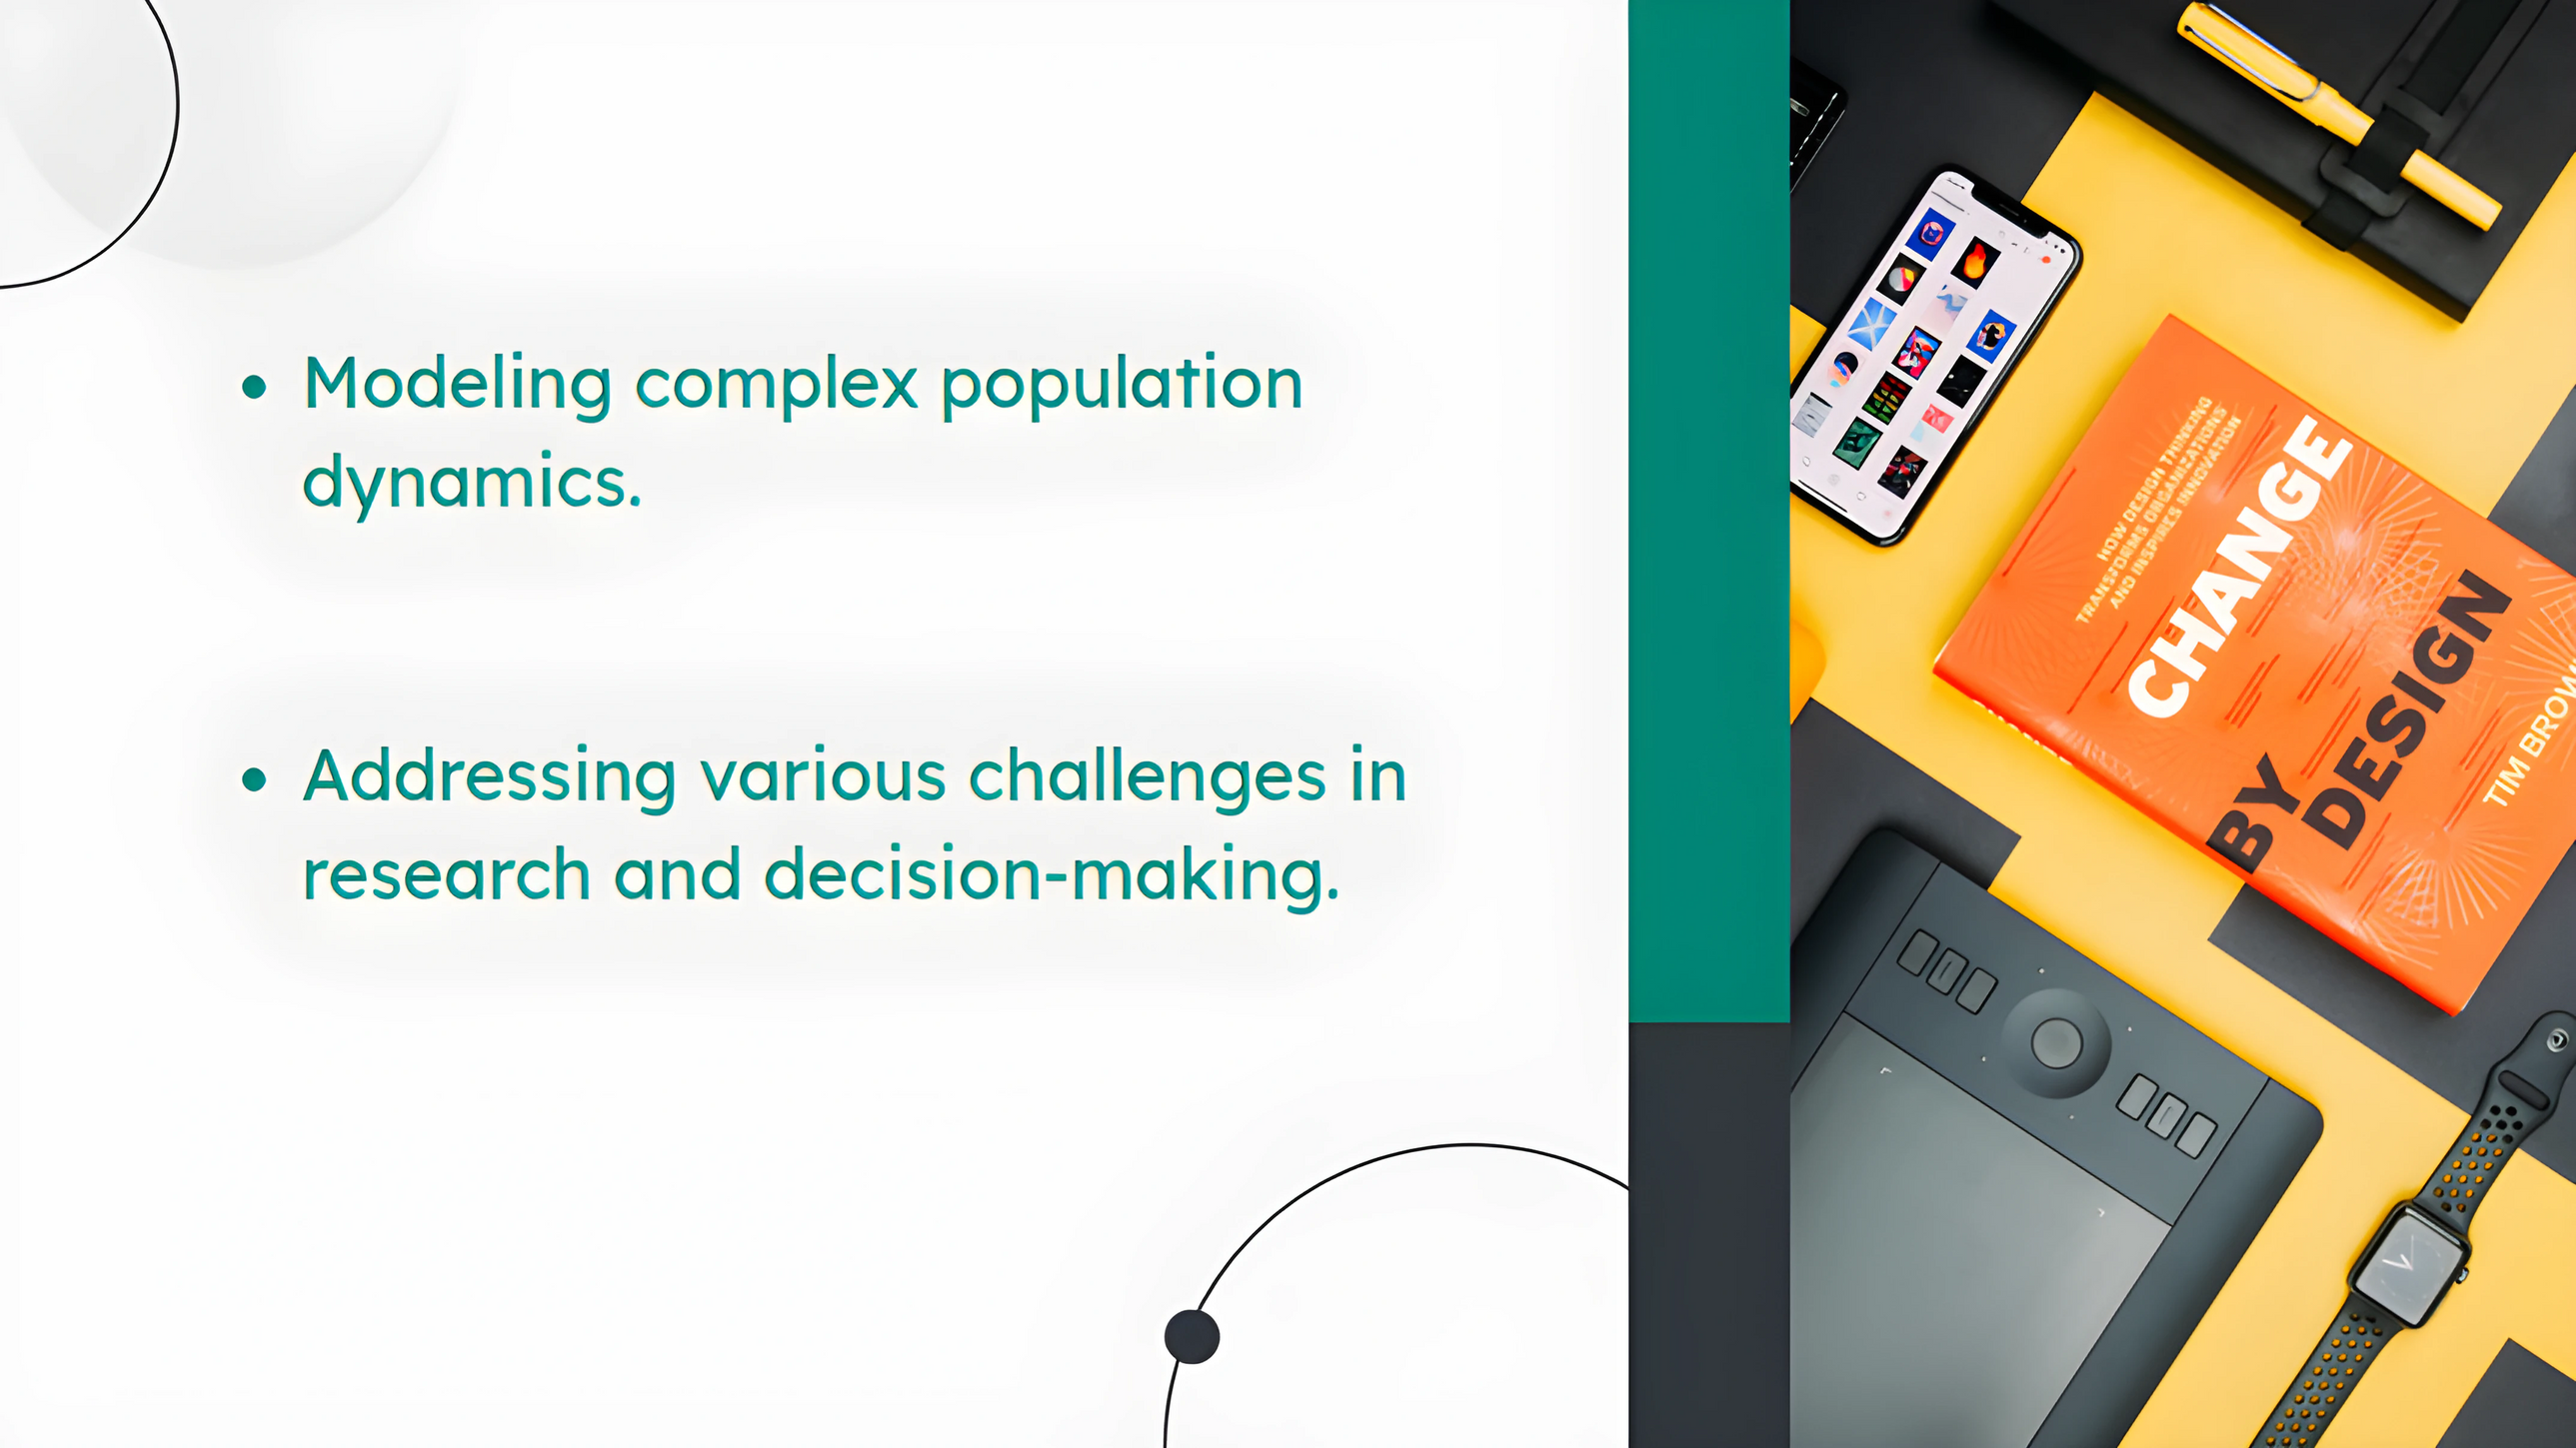 • Modeling complex population
dynamics.
• Addressing various challenges in
research and decision-making.
HOW DESIGN THINKING
TRANSFORMS ORGANIZATIONS
AND INSPIRES INNOVATION
CHANGE
BY
DESIGN
TIM BROWN